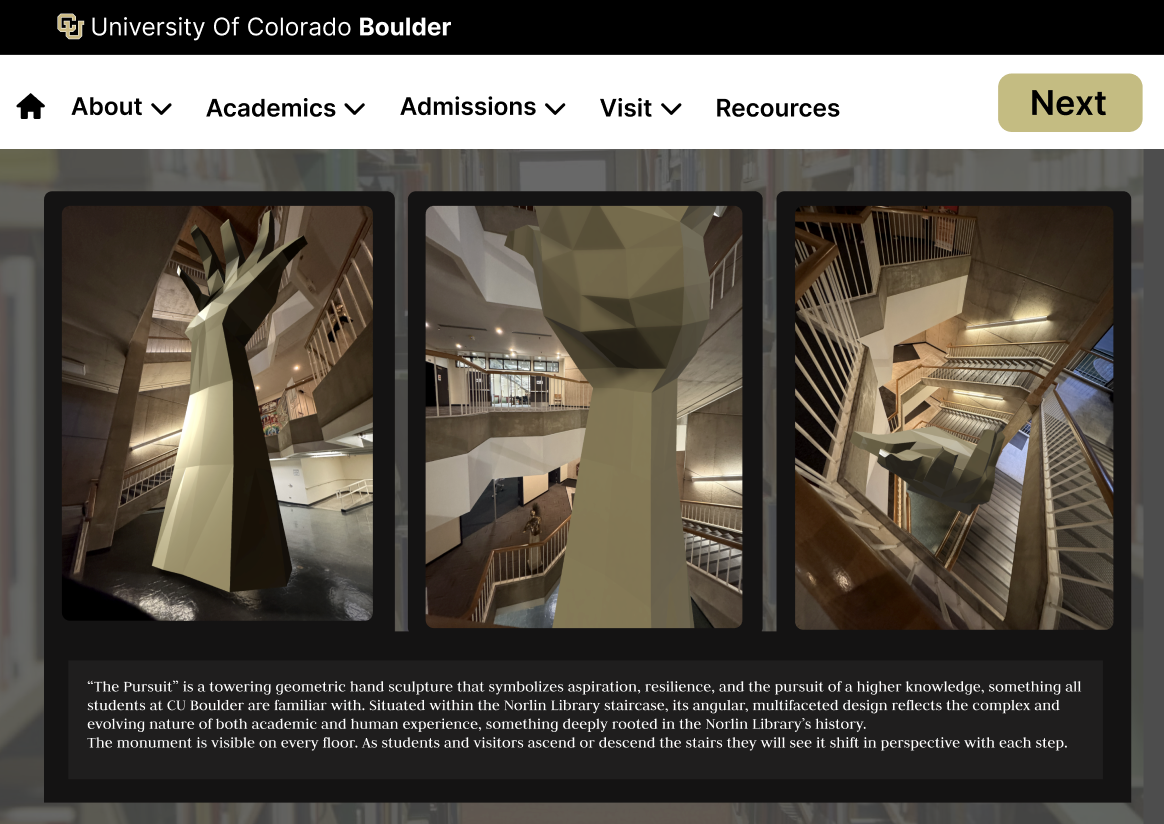 University Of Colorado Boulder
About
Academics
Admissions
Visit
Recources
Next
“The Pursuit” is a towering geometric hand sculpture that symbolizes aspiration, resilience, and the pursuit of a higher knowledge, something all
students at CU Boulder are familiar with. Situated within the Norlin Library staircase, its angular, multifaceted design reflects the complex and
evolving nature of both academic and human experience, something deeply rooted in the Norlin Library’s history.
The monument is visible on every floor. As students and visitors ascend or descend the stairs they will see it shift in perspective with each step.